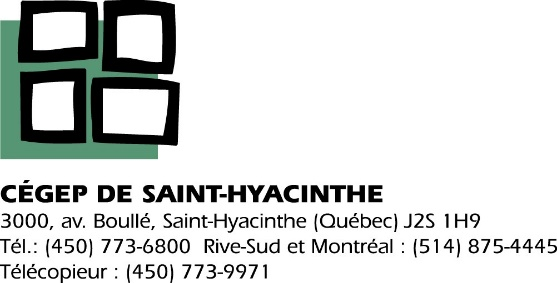 CÉGEP DE SAINT-HYACINTHE
3000, av. Boullé, Saint-Hyacinthe (Québec) J2S 1H9
Tél.: (450) 773-6800  Rive-Sud et Montréal : (514) 875-4445
Télécopieur : (450) 773-9971